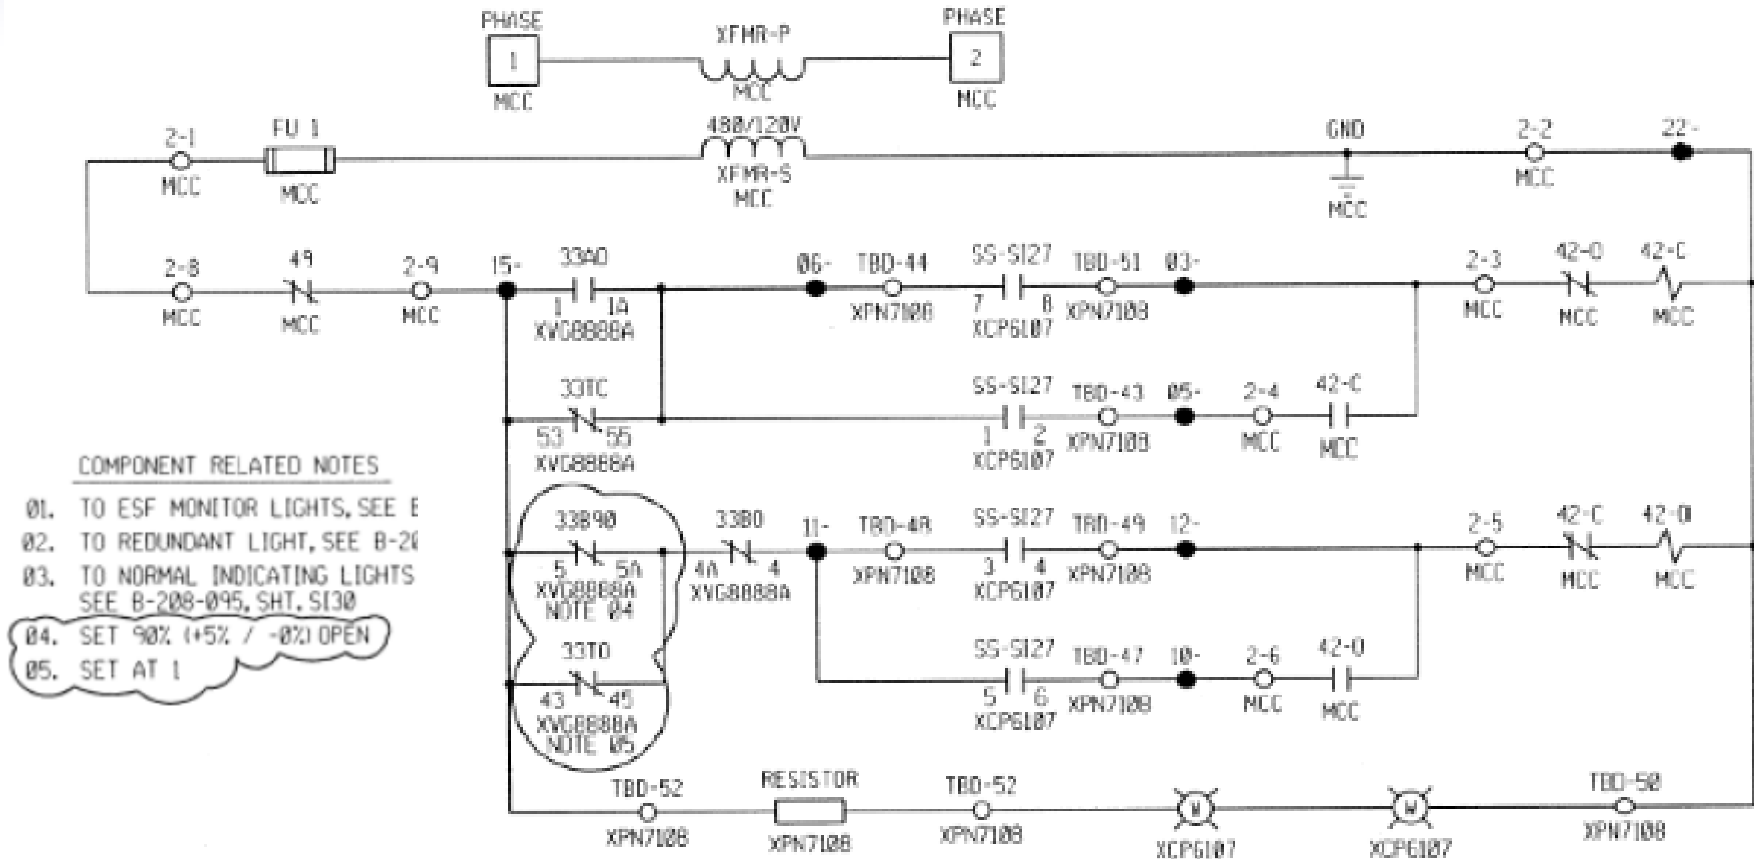 PHASE XFMR-P PHASE
1 2
MCC MCC MCC
480/120V
2-1 FU 1 GND 2-2 22-
MCC MCC XFMR-S MCC MCC
MCC
2-8 49 2-9 15- 33AO 06- TBD-44 SS-SI27 TBD-51 03- 2-3 42-O 42-C
MCC MCC MCC 1 1A XPN7108 7 8 XPN7108 MCC MCC MCC
XVG8888A XCP6107
33TC SS-SI27 TBD-43 05- 2-4 42-C
53 55 1 2 XPN7108 MCC MCC
XVG8888A XCP6107
COMPONENT RELATED NOTES
01. TO ESF MONITOR LIGHTS, SEE B
02. TO REDUNDANT LIGHT, SEE B-20
03. TO NORMAL INDICATING LIGHTS
SEE B-208-095, SHT. SI30
04. SET 90% (+5% / -0%) OPEN
05. SET AT 1
33B90 33BO 11- TBD-48 SS-SI27 TBD-49 12- 2-5 42-C 42-O
5 5A 4A 4 XPN7108 3 4 XPN7108 MCC MCC MCC
XVG8888A XVG8888A XCP6107
NOTE 04
33TO SS-SI27 TBD-47 10- 2-6 42-O
43 45 5 6 XPN7108 MCC MCC
XVG8888A XCP6107
NOTE 05
TBD-52 RESISTOR TBD-52 W W TBD-50
XPN7108 XPN7108 XPN7108 XCP6107 XCP6107 XPN7108